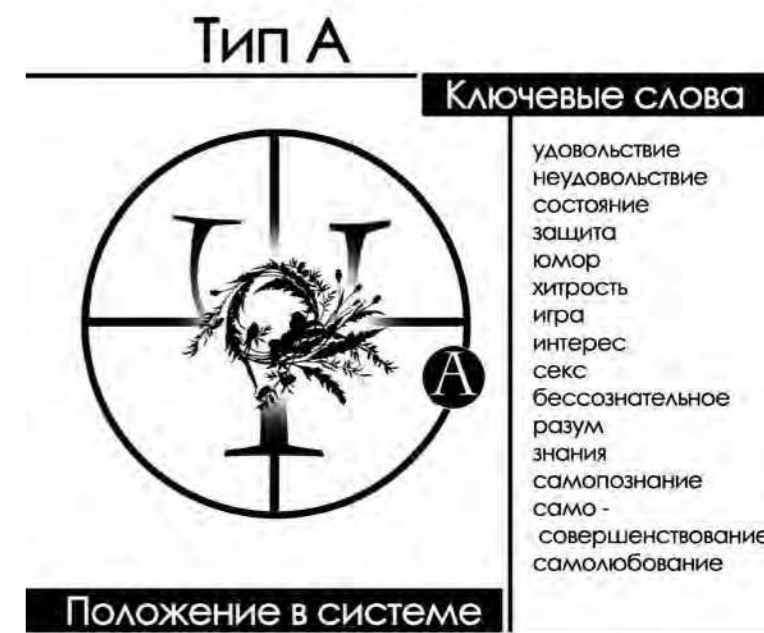 Тип А
Ключевые слова
удовольствие
неудовольствие
состояние
защита
юмор
хитрость
игра
интерес
секс
бессознательное
разум
знания
самопознание
само -
совершенствование
самолюбование
Ψ
А
Положение в системе